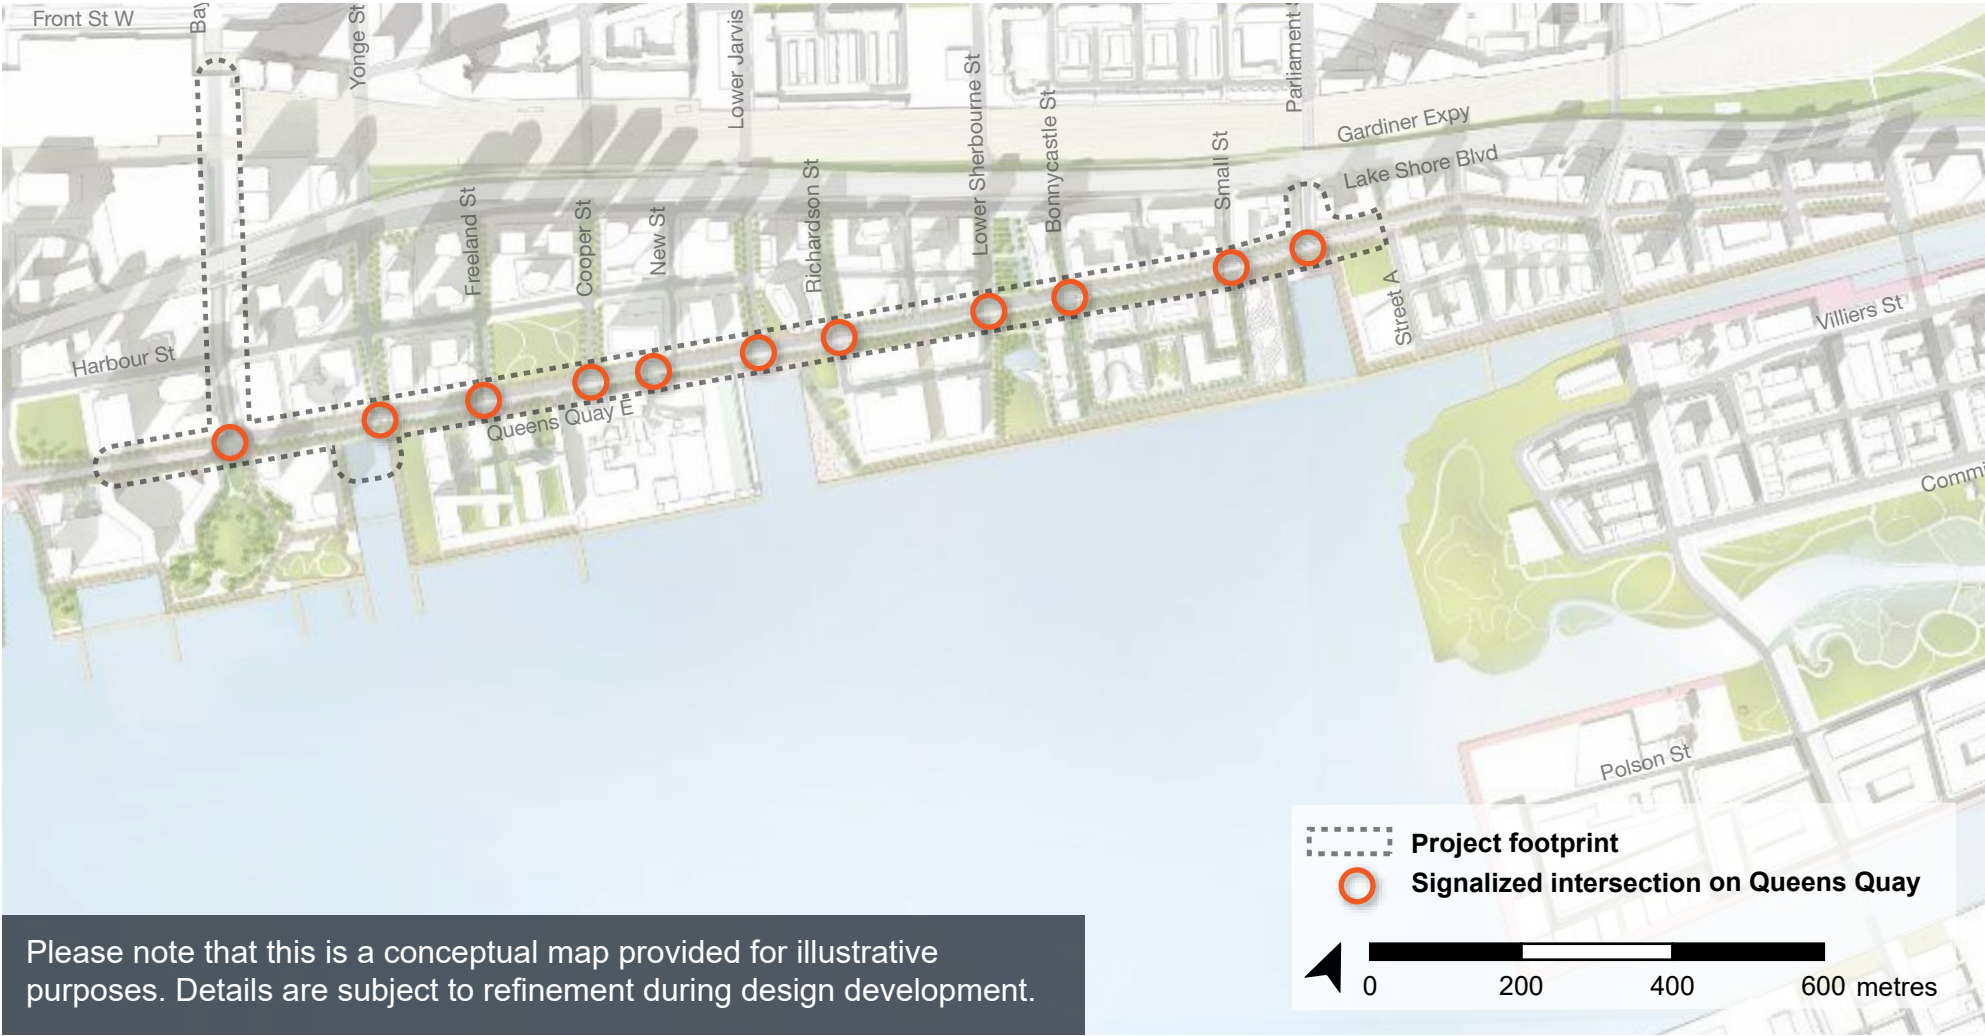 Front St W
Bay
Yonge St
Lower Jarvis
Lower Sherbourne St
Bonnycastle St
Parliament
Gardiner Expy
Lake Shore Blvd
Small St
Richardson St
Freeland St
Cooper St
New St
Harbour St
Queens Quay E
Street A
Villiers St
Commi
Polson St
Project footprint
Signalized intersection on Queens Quay
0 200 400 600 metres
Please note that this is a conceptual map provided for illustrative
purposes. Details are subject to refinement during design development.